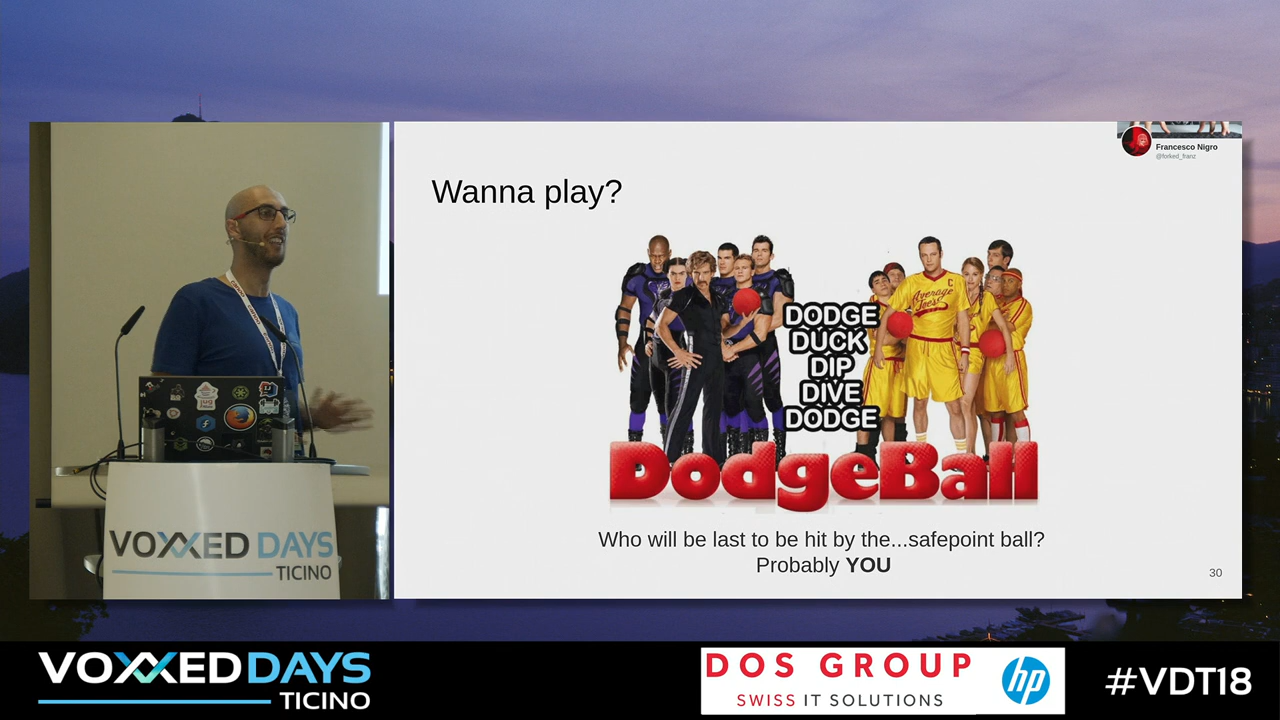 Francesco Nigro
@forked_franz
Wanna play?
Average
Joe's
C
DODGE
DUCK
DIP
DIVE
DODGE
DodgeBall
Who will be last to be hit by the...safepoint ball?
Probably YOU
30
VOXXED DAYS
TICINO
VOXXED DAYS
TICINO
DOS GROUP
SWISS IT SOLUTIONS
hp
#VDT18